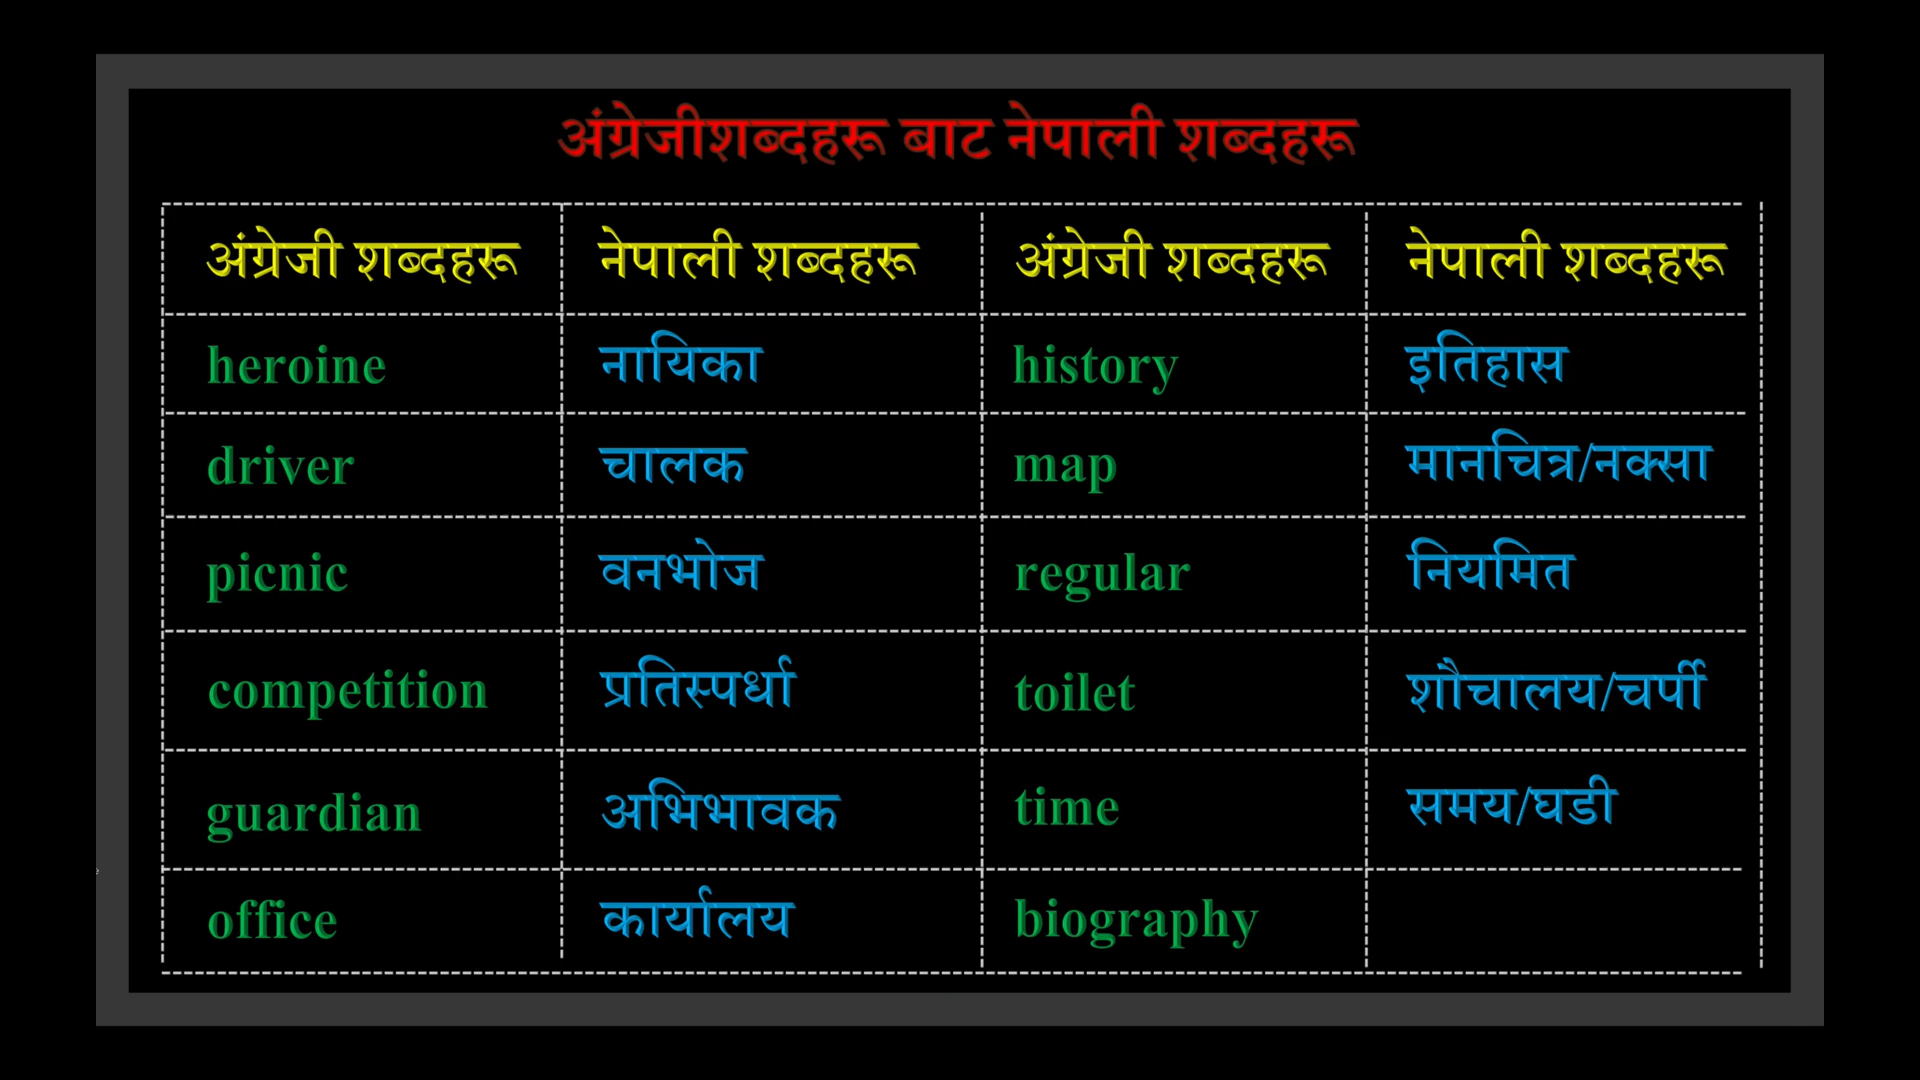 अंग्रेजीशब्दहरू बाट नेपाली शब्दहरू
अंग्रेजी शब्दहरू नेपाली शब्दहरू अंग्रेजी शब्दहरू नेपाली शब्दहरू
heroine नायिका history इतिहास
driver चालक map मानचित्र/नक्सा
picnic वनभोज regular नियमित
competition प्रतिस्पर्धा toilet शौचालय/चर्पी
guardian अभिभावक time समय/घडी
office कार्यालय biography